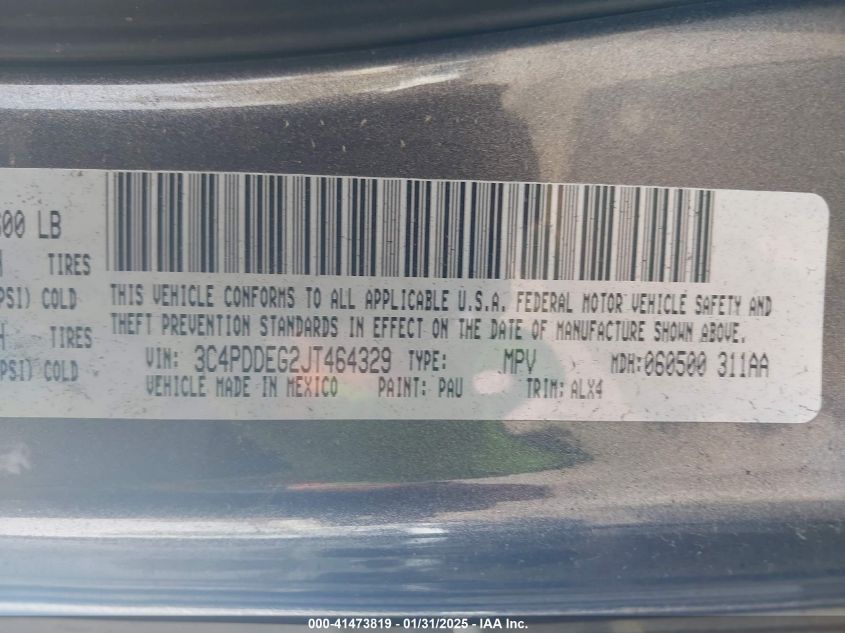 600 LB
TIRES
PSI) COLD
TIRES
PSI) COLD
THIS VEHICLE CONFORMS TO ALL APPLICABLE U.S.A. FEDERAL MOTOR VEHICLE SAFETY AND
THEFT PREVENTION STANDARDS IN EFFECT ON THE DATE OF MANUFACTURE SHOWN ABOVE.
VIN: 3C4PDDEG2JT464329 TYPE: MPV MDH:060500 311AA
VEHICLE MADE IN MEXICO PAINT: PAU TRIM: ALX4
000-41473819 / 01/31/2025 - IAA Inc.